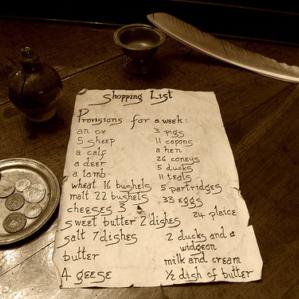 Shopping List
Provisions for a week:
an ox
5 sheep
a calf
a deer
a lamb
wheat 16 bushels
malt 22 bushels
cheeses 3
sweet butter 2 dishes
salt 7 dishes
butter
4 geese
3 pigs
11 capons
a hen
26 coneys
5 ducks
11 teals
5 partridges
33 eggs
24 plaice
2 ducks and a
widgeon
milk and cream
½ dish of butter